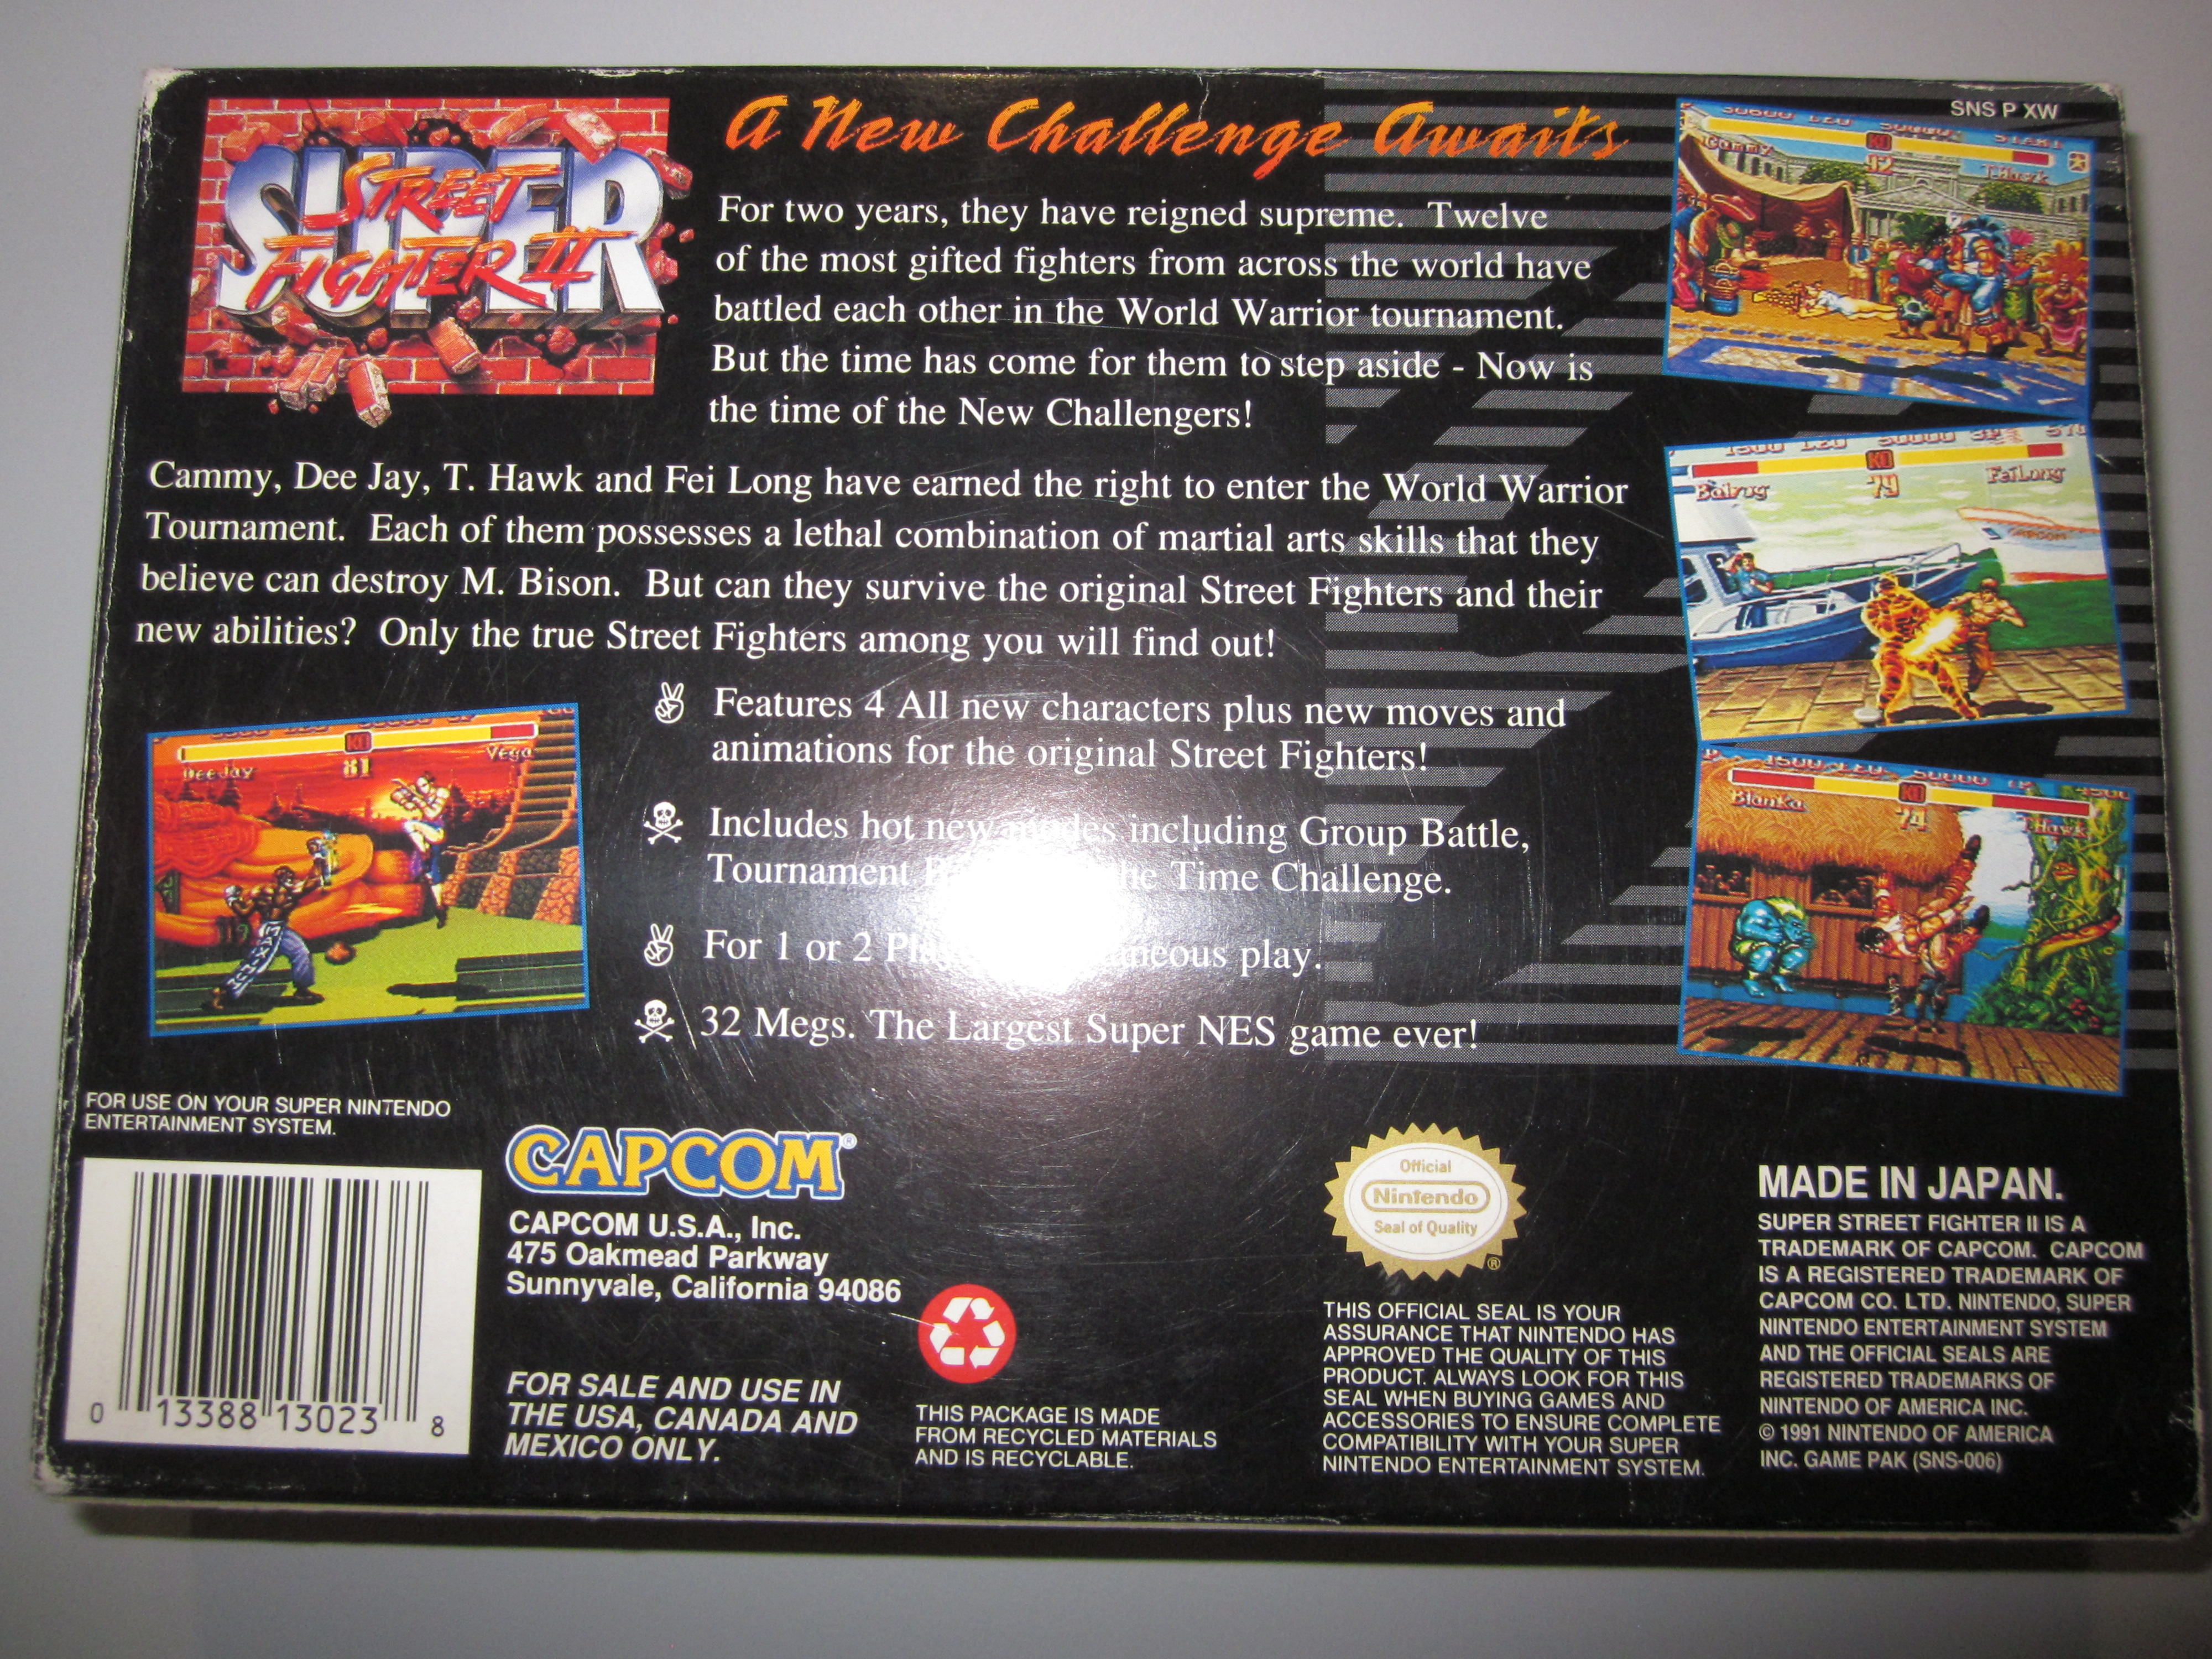 SUPER
STREET
FIGHTER II
A New Challenge Awaits
SNS P XW
For two years, they have reigned supreme. Twelve
of the most gifted fighters from across the world have
battled each other in the World Warrior tournament.
But the time has come for them to step aside - Now is
the time of the New Challengers!
Cammy, Dee Jay, T. Hawk and Fei Long have earned the right to enter the World Warrior
Tournament. Each of them possesses a lethal combination of martial arts skills that they
believe can destroy M. Bison. But can they survive the original Street Fighters and their
new abilities? Only the true Street Fighters among you will find out!
Features 4 All new characters plus new moves and
animations for the original Street Fighters!
Includes hot new modes including Group Battle,
Tournament the Time Challenge.
For 1 or 2 play.
32 Megs. The Largest Super NES game ever!
Cammy KO 92 T.Hawk
Balrog KO 79 FeiLong
CAPCOM
Blanka KO 74 T.Hawk
DeeJay KO 81 Vega
MAXIMUM
FOR USE ON YOUR SUPER NINTENDO
ENTERTAINMENT SYSTEM.
0 13388 13023 8
CAPCOM®
CAPCOM U.S.A., Inc.
475 Oakmead Parkway
Sunnyvale, California 94086
FOR SALE AND USE IN
THE USA, CANADA AND
MEXICO ONLY.
THIS PACKAGE IS MADE
FROM RECYCLED MATERIALS
AND IS RECYCLABLE.
Official
Nintendo
Seal of Quality
®
THIS OFFICIAL SEAL IS YOUR
ASSURANCE THAT NINTENDO HAS
APPROVED THE QUALITY OF THIS
PRODUCT. ALWAYS LOOK FOR THIS
SEAL WHEN BUYING GAMES AND
ACCESSORIES TO ENSURE COMPLETE
COMPATIBILITY WITH YOUR SUPER
NINTENDO ENTERTAINMENT SYSTEM.
MADE IN JAPAN.
SUPER STREET FIGHTER II IS A
TRADEMARK OF CAPCOM. CAPCOM
IS A REGISTERED TRADEMARK OF
CAPCOM CO. LTD. NINTENDO, SUPER
NINTENDO ENTERTAINMENT SYSTEM
AND THE OFFICIAL SEALS ARE
REGISTERED TRADEMARKS OF
NINTENDO OF AMERICA INC.
© 1991 NINTENDO OF AMERICA
INC. GAME PAK (SNS-006)